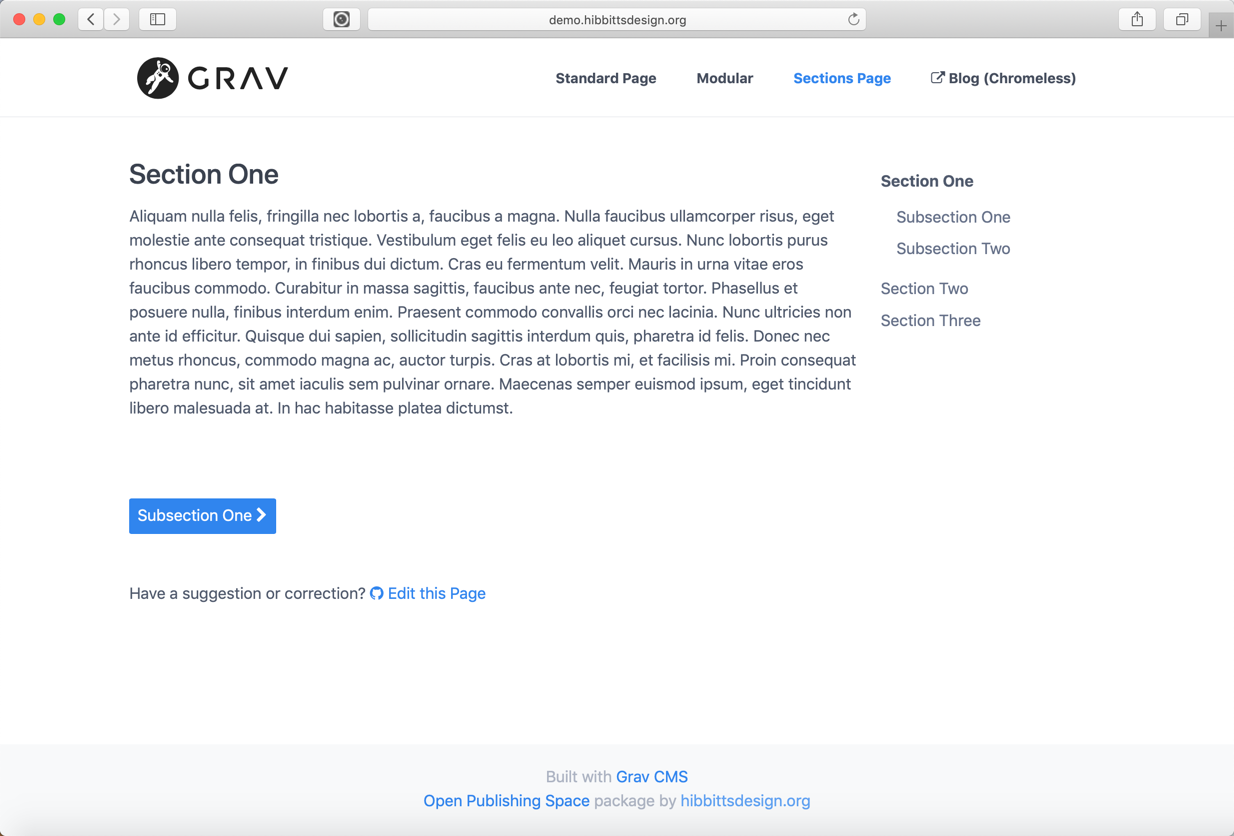 demo.hibbittsdesign.org
GRAV
Standard Page
Modular
Sections Page
Blog (Chromeless)
Section One
Aliquam nulla felis, fringilla nec lobortis a, faucibus a magna. Nulla faucibus ullamcorper risus, eget
molestie ante consequat tristique. Vestibulum eget felis eu leo aliquet cursus. Nunc lobortis purus
rhoncus libero tempor, in finibus dui dictum. Cras eu fermentum velit. Mauris in urna vitae eros
faucibus commodo. Curabitur in massa sagittis, faucibus ante nec, feugiat tortor. Phasellus et
posuere nulla, finibus interdum enim. Praesent commodo convallis orci nec lacinia. Nunc ultricies non
ante id efficitur. Quisque dui sapien, sollicitudin sagittis interdum quis, pharetra id felis. Donec nec
metus rhoncus, commodo magna ac, auctor turpis. Cras at lobortis mi, et facilisis mi. Proin consequat
pharetra nunc, sit amet iaculis sem pulvinar ornare. Maecenas semper euismod ipsum, eget tincidunt
libero malesuada at. In hac habitasse platea dictumst.
Subsection One
Have a suggestion or correction? Edit this Page
Section One
Subsection One
Subsection Two
Section Two
Section Three
Built with Grav CMS
Open Publishing Space package by hibbittsdesign.org